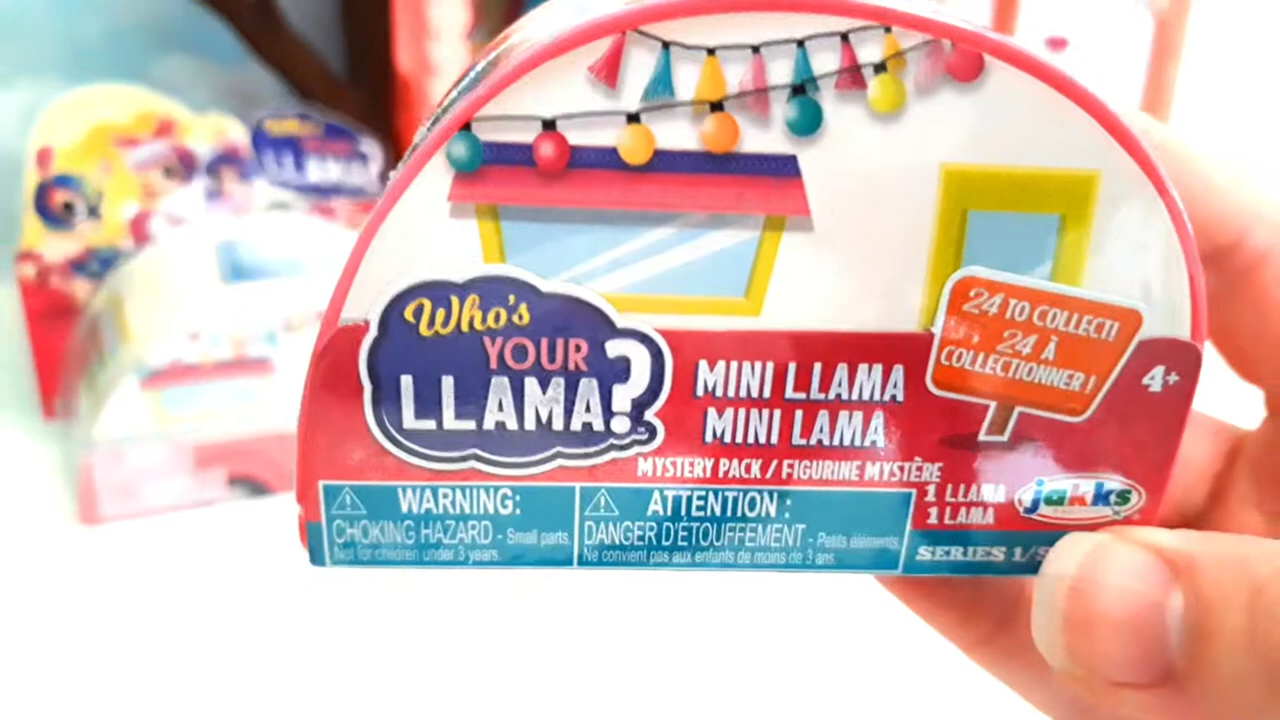 LLAMA
Who's
YOUR
LLAMA?
24 TO COLLECT!
24 À
COLLECTIONNER !
4+
MINI LLAMA
MINI LAMA
MYSTERY PACK / FIGURINE MYSTÈRE
1 LLAMA
1 LAMA
jakks
WARNING:
CHOKING HAZARD - Small parts.
Not for children under 3 years.
ATTENTION :
DANGER D'ÉTOUFFEMENT - Petits éléments.
Ne convient pas aux enfants de moins de 3 ans.
SERIES 1/S